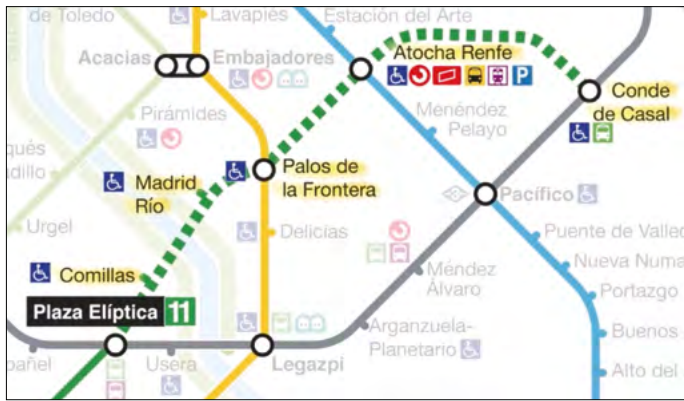 de Toledo
Lavapiés
Estación del Arte
Acacias
Embajadores
Atocha Renfe
P
Conde
de Casal
Pirámides
Menéndez
Pelayo
Madrid
Río
Palos de
la Frontera
Pacífico
Urgel
Delicias
Puente de Vallec
Nueva Numa
Comillas
Méndez
Álvaro
Portazgo
Plaza Elíptica 11
Arganzuela-
Planetario
Buenos
Usera
Legazpi
Alto del